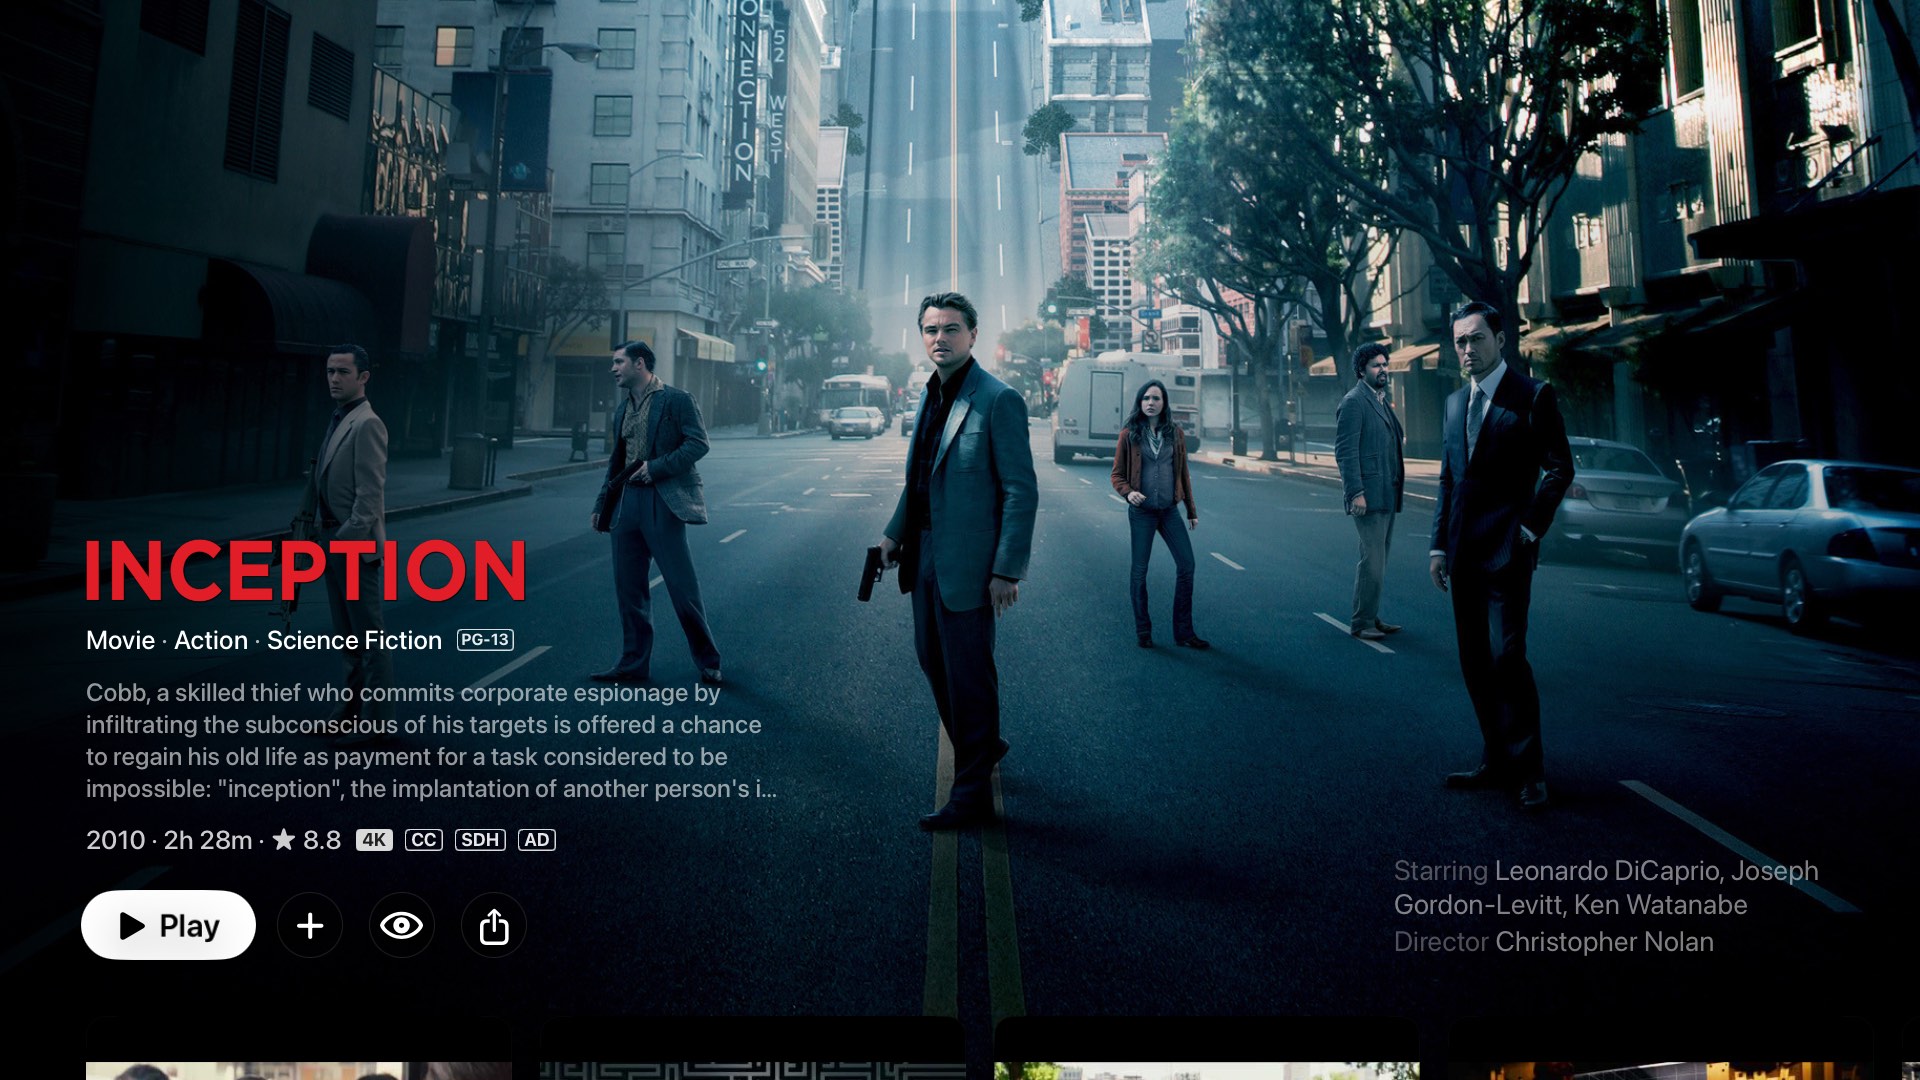 CONNECTION
52 WEST
INCEPTION
Movie · Action · Science Fiction PG-13
Cobb, a skilled thief who commits corporate espionage by
infiltrating the subconscious of his targets is offered a chance
to regain his old life as payment for a task considered to be
impossible: "inception", the implantation of another person's i...
2010 · 2h 28m · ★ 8.8 4K CC SDH AD
Play
Starring Leonardo DiCaprio, Joseph
Gordon-Levitt, Ken Watanabe
Director Christopher Nolan